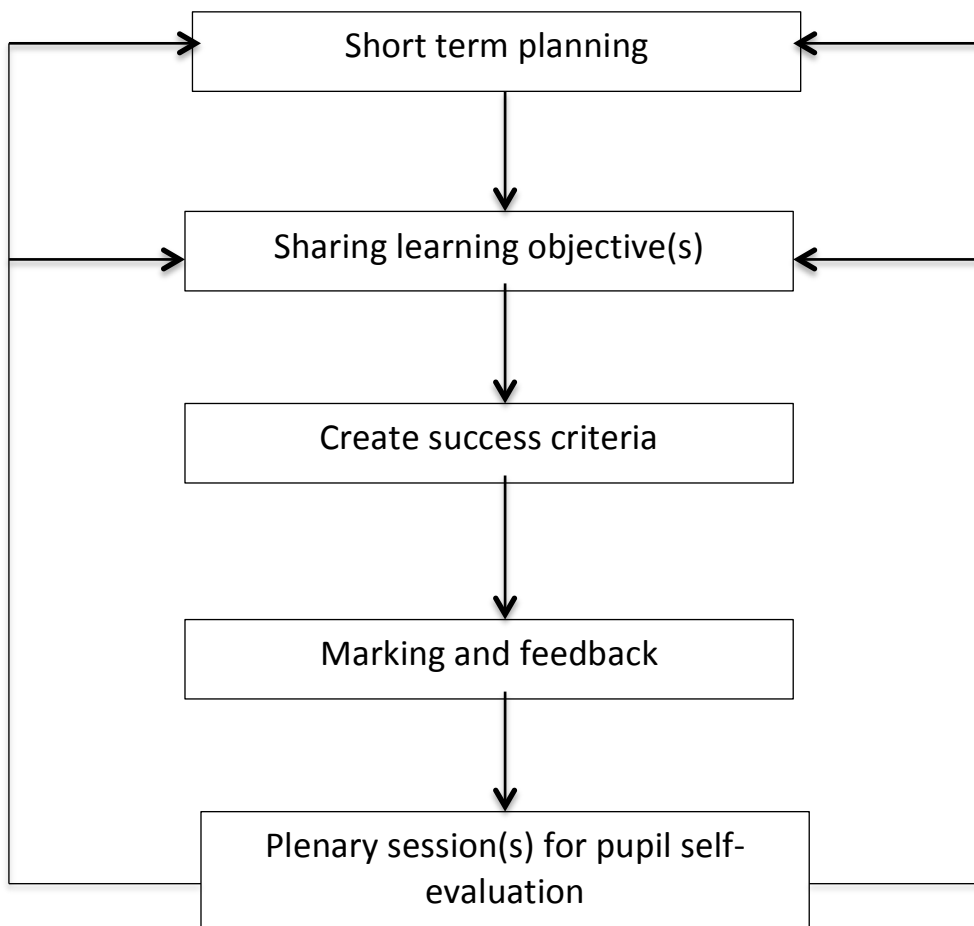 Short term planning
Sharing learning objective(s)
Create success criteria
Marking and feedback
Plenary session(s) for pupil self-
evaluation